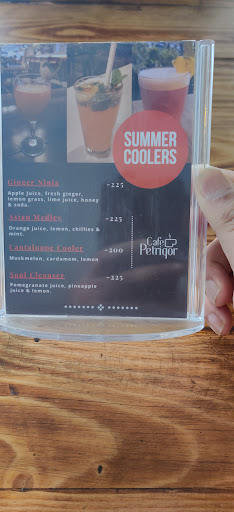 SUMMER
COOLERS
Ginger Ninja -225
Apple juice, fresh ginger,
lemon grass, lime juice, honey
& soda.
Asian Medley -225
Orange juice, lemon, chillies &
mint.
Cantaloupe Cooler -200
Muskmelon, cardamom, lemon
Soul Cleanser -225
Pomegranate juice, pineapple
juice & lemon.
Cafe
Petrigor